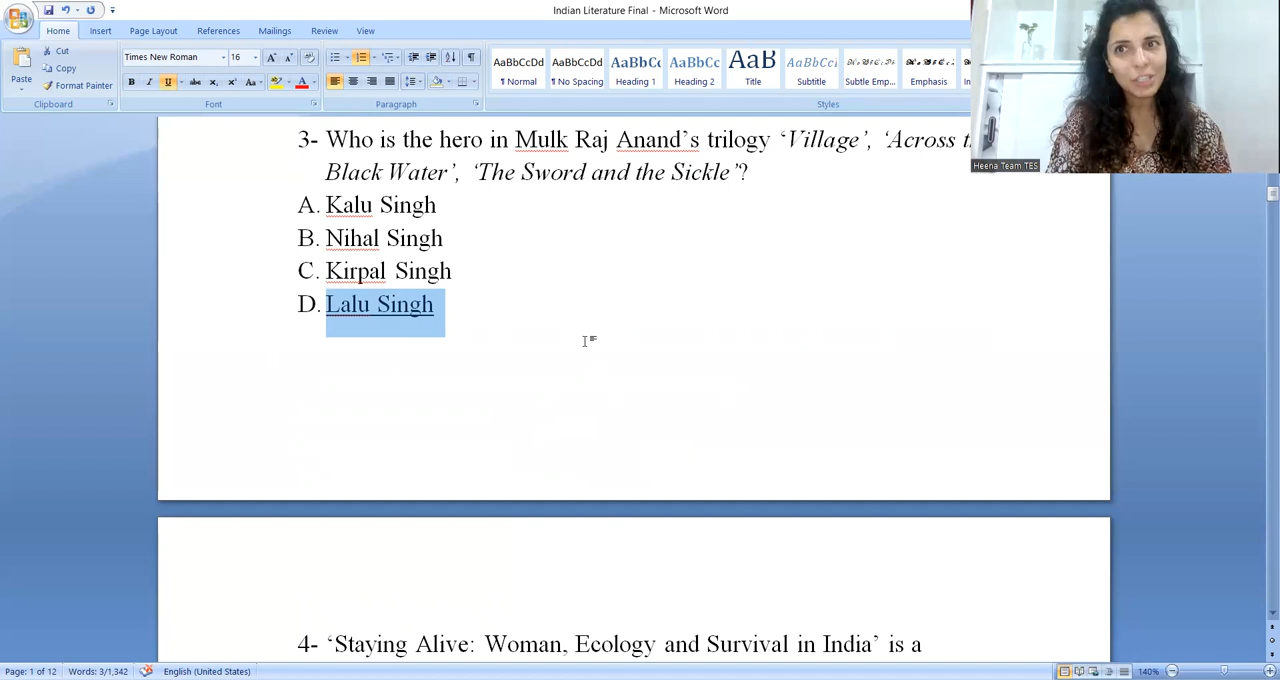 Indian Literature Final - Microsoft Word
Home Insert Page Layout References Mailings Review View
Paste
Cut
Copy
Format Painter
Clipboard
Times New Roman 16
Font
Paragraph
AaBbCcDd AaBbCcDd AaBbC AaBbCc AaB AaBbCcI AaBbCcDd AaBbCcDd
¶ Normal ¶ No Spacing Heading 1 Heading 2 Title Subtitle Subtle Emp... Emphasis
Styles
Heena Team TES
3- Who is the hero in Mulk Raj Anand’s trilogy ‘Village’, ‘Across
Black Water’, ‘The Sword and the Sickle’?
A. Kalu Singh
B. Nihal Singh
C. Kirpal Singh
D. Lalu Singh
4- ‘Staying Alive: Woman, Ecology and Survival in India’ is a
Page: 1 of 12 Words: 3/1,342 English (United States) 140%